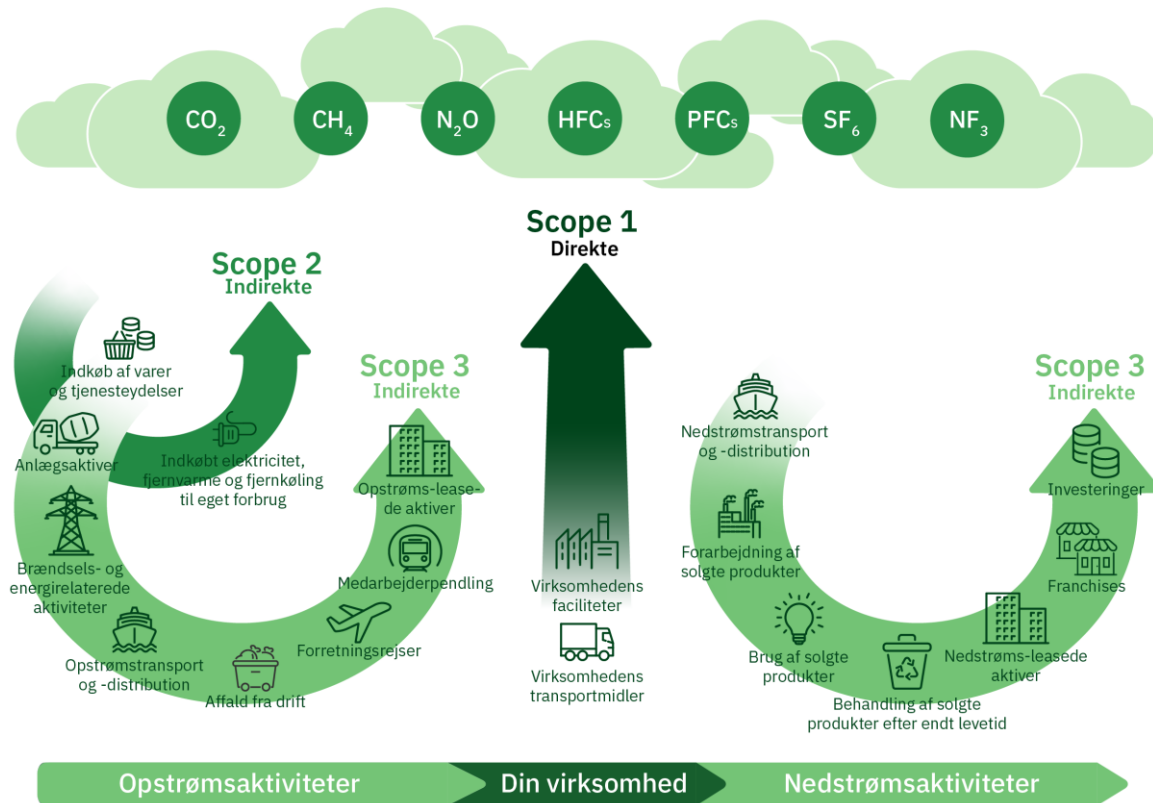 CO₂
CH₄
N₂O
HFCs
PFCs
SF₆
NF₃
Scope 1
Direkte
Scope 2
Indirekte
Indkøb af varer
og tjenesteydelser
Scope 3
Indirekte
Scope 3
Indirekte
Anlægsaktiver
Indkøbt elektricitet,
fjernvarme og fjernkøling
til eget forbrug
Opstrøms-lease-
de aktiver
Nedstrømstransport
og -distribution
Investeringer
Brændsels- og
energirelaterede
aktiviteter
Medarbejderpendling
Virksomhedens
faciliteter
Forarbejdning af
solgte produkter
Franchises
Opstrømstransport
og -distribution
Affald fra drift
Forretningsrejser
Virksomhedens
transportmidler
Brug af solgte
produkter
Behandling af solgte
produkter efter endt levetid
Nedstrøms-leasede
aktiver
Opstrømsaktiviteter
Din virksomhed
Nedstrømsaktiviteter